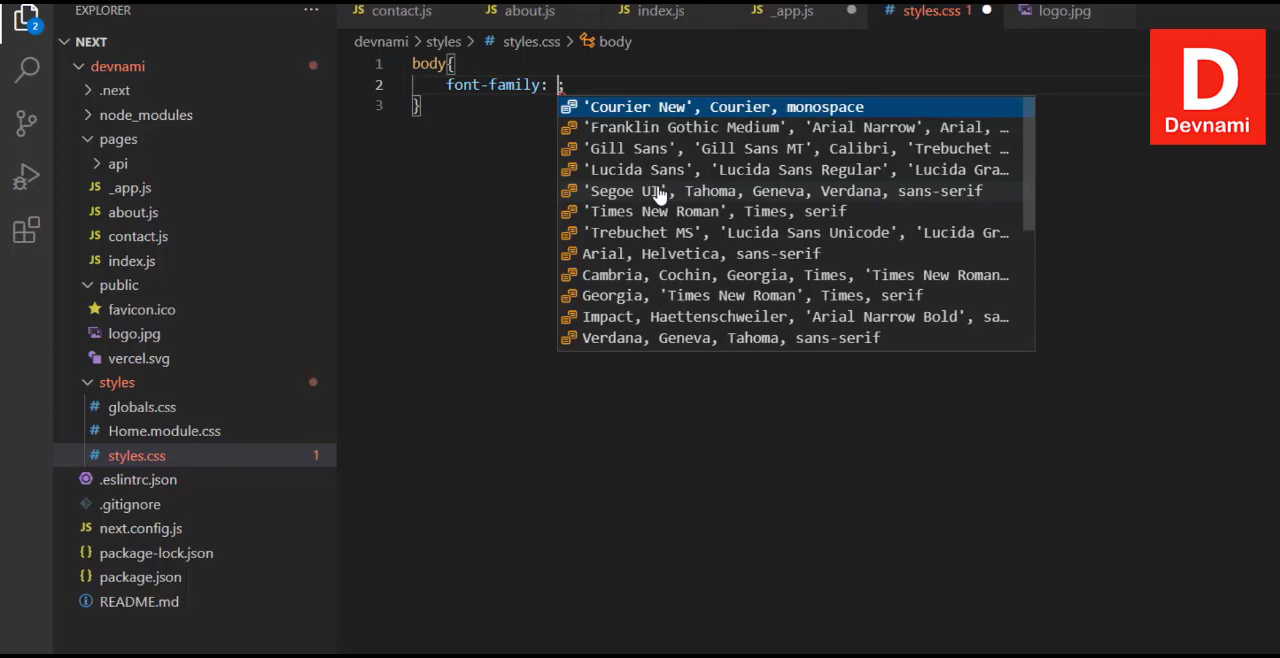 EXPLORER ...
contact.js about.js index.js _app.js # styles.css 1 logo.jpg
2
NEXT
devnami > styles > # styles.css > body
devnami
.next
node_modules
pages
api
JS _app.js
JS about.js
JS contact.js
JS index.js
public
favicon.ico
logo.jpg
vercel.svg
styles
# globals.css
# Home.module.css
# styles.css 1
.eslintrc.json
.gitignore
JS next.config.js
{} package-lock.json
{} package.json
README.md
1 body{
2 font-family: ;
3 }
'Courier New', Courier, monospace
'Franklin Gothic Medium', 'Arial Narrow', Arial, …
'Gill Sans', 'Gill Sans MT', Calibri, 'Trebuchet …
'Lucida Sans', 'Lucida Sans Regular', 'Lucida Gra…
'Segoe UI', Tahoma, Geneva, Verdana, sans-serif
'Times New Roman', Times, serif
'Trebuchet MS', 'Lucida Sans Unicode', 'Lucida Gr…
Arial, Helvetica, sans-serif
Cambria, Cochin, Georgia, Times, 'Times New Roman…
Georgia, 'Times New Roman', Times, serif
Impact, Haettenschweiler, 'Arial Narrow Bold', sa…
Verdana, Geneva, Tahoma, sans-serif
D
Devnami